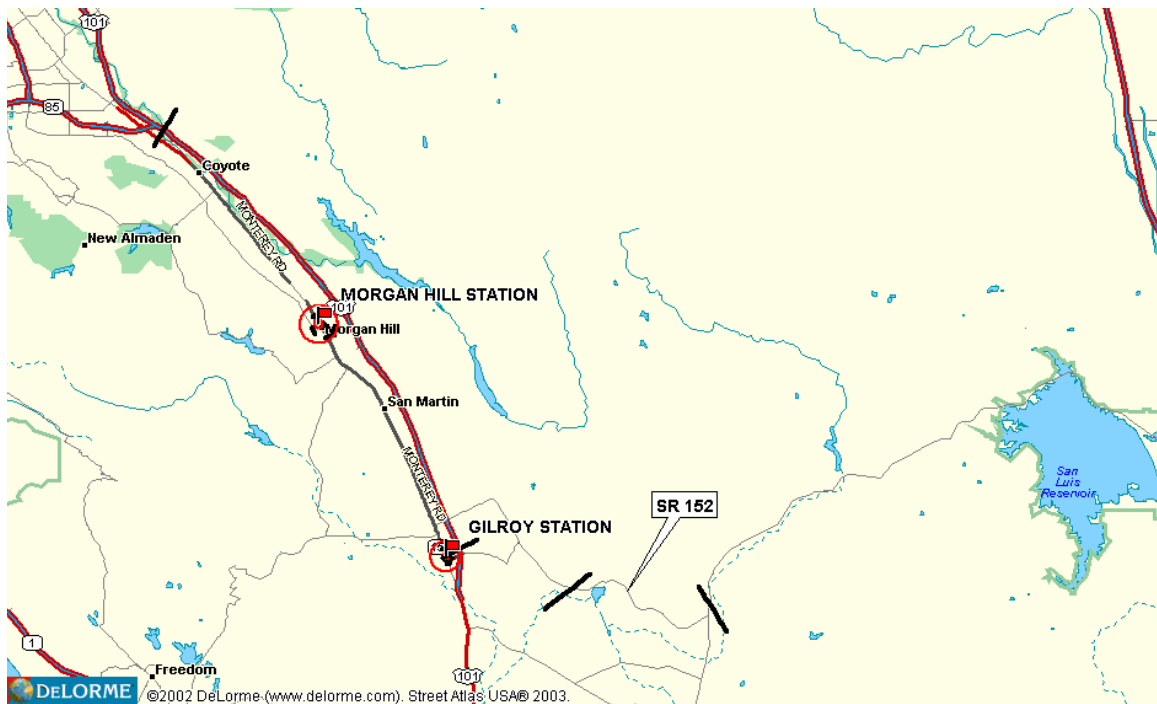 101
85
Coyote
MONTEREY RD
New Almaden
MORGAN HILL STATION
101
Morgan Hill
San Martin
MONTEREY RD
San
Luis
Reservoir
SR 152
GILROY STATION
1
Freedom
101
DELORME
©2002 DeLorme (www.delorme.com). Street Atlas USA® 2003.